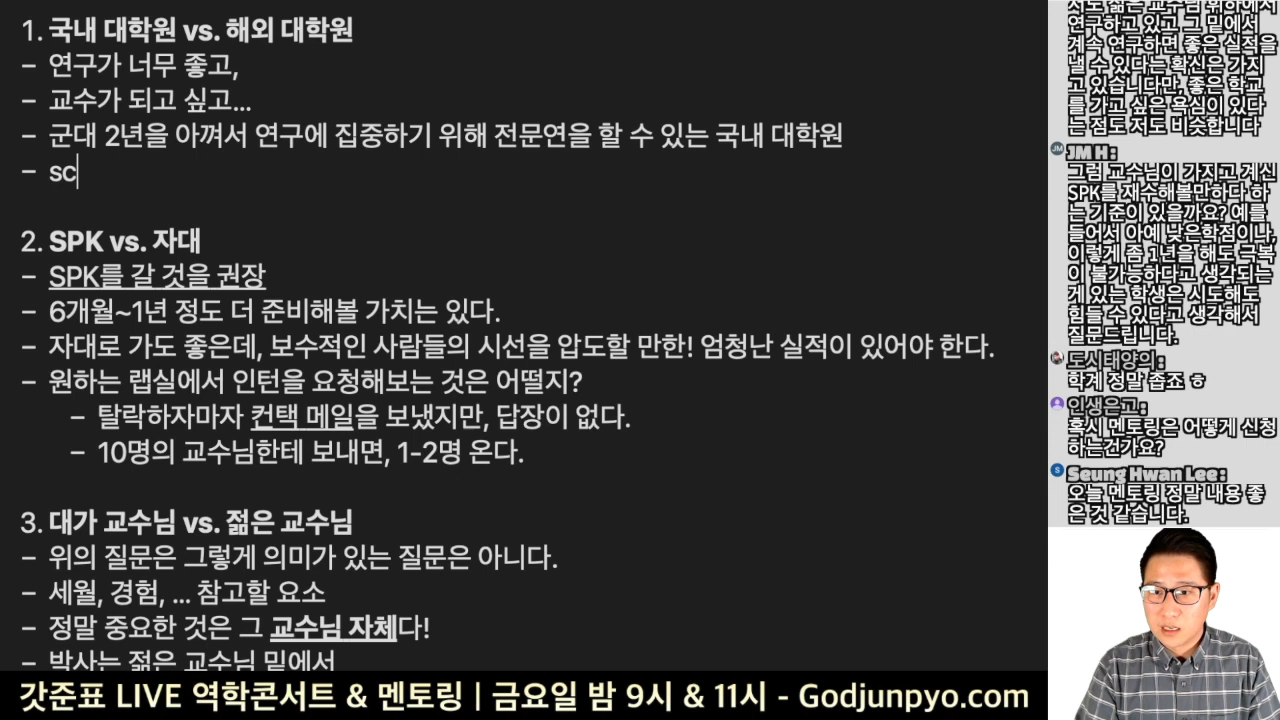 1. 국내 대학원 vs. 해외 대학원
– 연구가 너무 좋고,
– 교수가 되고 싶고...
– 군대 2년을 아껴서 연구에 집중하기 위해 전문연을 할 수 있는 국내 대학원
– sc
2. SPK vs. 자대
– SPK를 갈 것을 권장
– 6개월~1년 정도 더 준비해볼 가치는 있다.
– 자대로 가도 좋은데, 보수적인 사람들의 시선을 압도할 만한! 엄청난 실적이 있어야 한다.
– 원하는 랩실에서 인턴을 요청해보는 것은 어떨지?
– 탈락하자마자 컨택 메일을 보냈지만, 답장이 없다.
– 10명의 교수님한테 보내면, 1-2명 온다.
3. 대가 교수님 vs. 젊은 교수님
– 위의 질문은 그렇게 의미가 있는 질문은 아니다.
– 세월, 경험, ... 참고할 요소
– 정말 중요한 것은 그 교수님 자체다!
– 박사는 젊은 교수님 밑에서
저도 젊은 교수님 위하에서
연구하고 있고 그 밑에서
계속 연구하면 좋은 실적을
낼 수 있다는 확신은 가지
고 있습니다만, 좋은 학교
를 가고 싶은 욕심이 있다
는 점도 저도 비슷합니다
JM
JM H :
그럼 교수님이 가지고 계신
SPK를 재수해볼만하다 하
는 기준이 있을까요? 예를
들어서 아예 낮은학점이나,
이렇게 좀 1년을 해도 극복
이 불가능하다고 생각되는
게 있는 학생은 시도해도
힘들 수 있다고 생각해서
질문드립니다.
도시태양의 :
학계 정말 좁죠 ㅎ
인생은고 :
혹시 멘토링은 어떻게 신청
하는건가요?
S
Seung Hwan Lee :
오늘 멘토링 정말 내용 좋
은 것 같습니다.
갓준표 LIVE 역학콘서트 & 멘토링 | 금요일 밤 9시 & 11시 - Godjunpyo.com